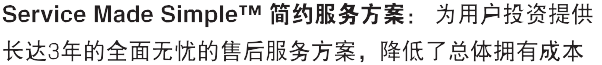 Service Made Simple™ 简约服务方案： 为用户投资提供
长达3年的全面无忧的售后服务方案，降低了总体拥有成本